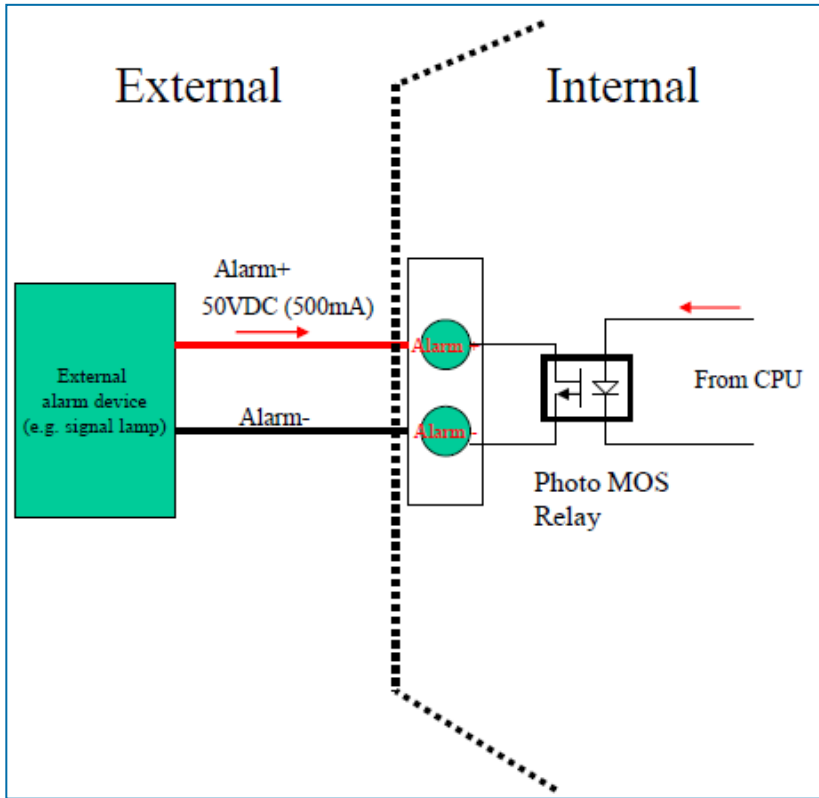 External
Internal
Alarm+
50VDC (500mA)
External
alarm device
(e.g. signal lamp)
Alarm-
Alarm +
Alarm -
From CPU
Photo MOS
Relay